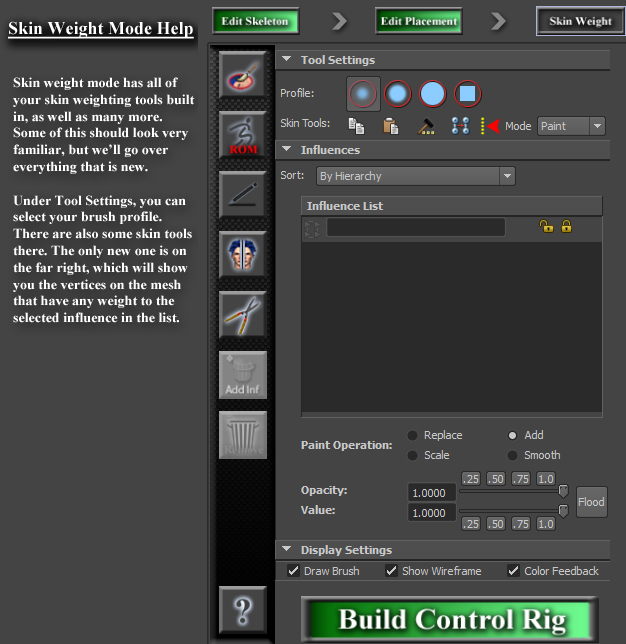 Skin Weight Mode Help
Edit Skeleton
Edit Placement
Skin Weight
Skin weight mode has all of
your skin weighting tools built
in, as well as many more.
Some of this should look very
familiar, but we'll go over
everything that is new.
Under Tool Settings, you can
select your brush profile.
There are also some skin tools
there. The only new one is on
the far right, which will show
you the vertices on the mesh
that have any weight to the
selected influence in the list.
ROM
Add Inf
Tool Settings
Profile:
Skin Tools:
Mode Paint
Influences
Sort: By Hierarchy
Influence List
Paint Operation:
Replace
Add
Scale
Smooth
.25 .50 .75 1.0
Opacity: 1.0000
Value: 1.0000
Flood
.25 .50 .75 1.0
Display Settings
Draw Brush
Show Wireframe
Color Feedback
?
Build Control Rig